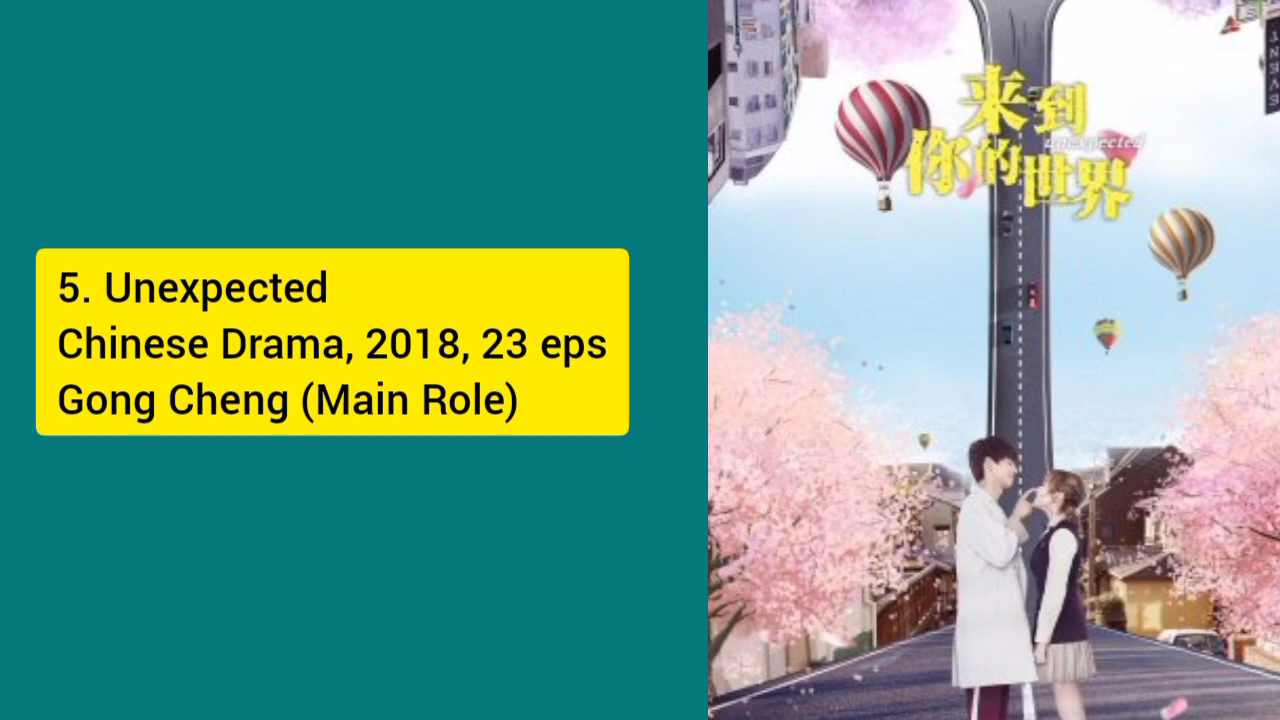 5. Unexpected
Chinese Drama, 2018, 23 eps
Gong Cheng (Main Role)
来到
unexpected
你的世界